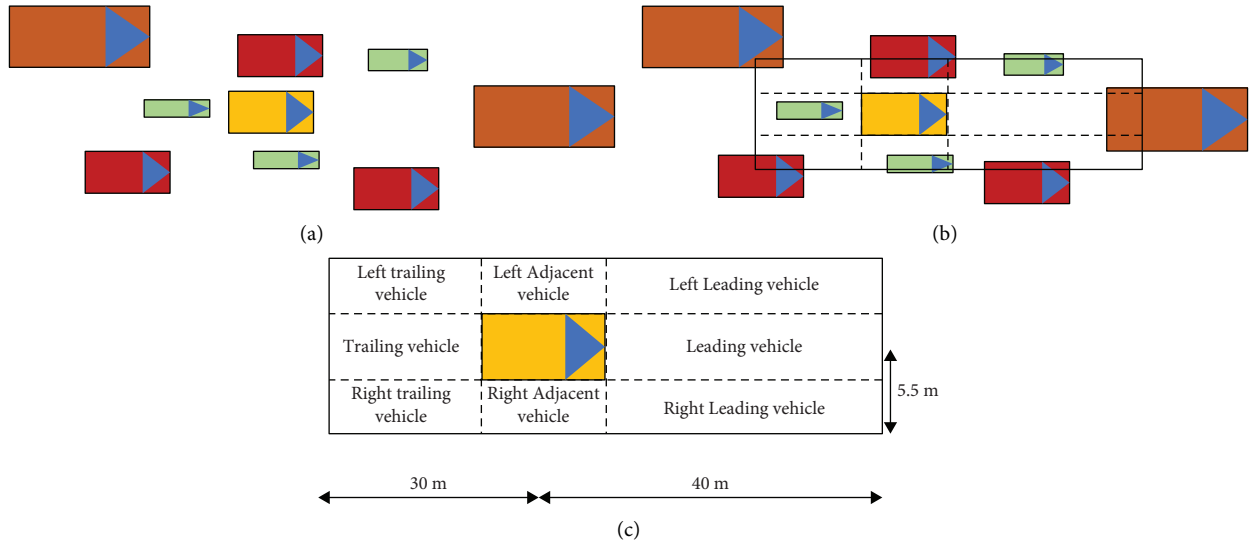 (a)
(b)
Left trailing
vehicle
Left Adjacent
vehicle
Left Leading vehicle
Trailing vehicle
Leading vehicle
Right trailing
vehicle
Right Adjacent
vehicle
Right Leading vehicle
5.5 m
30 m
40 m
(c)